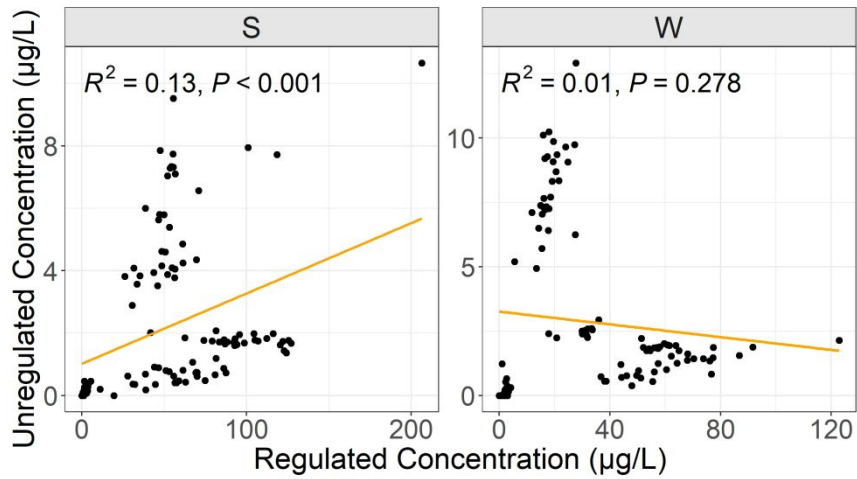 S
W
R² = 0.13, P < 0.001
R² = 0.01, P = 0.278
Unregulated Concentration (µg/L)
8
4
0
10
5
0
0
100
200
0
40
80
120
Regulated Concentration (µg/L)